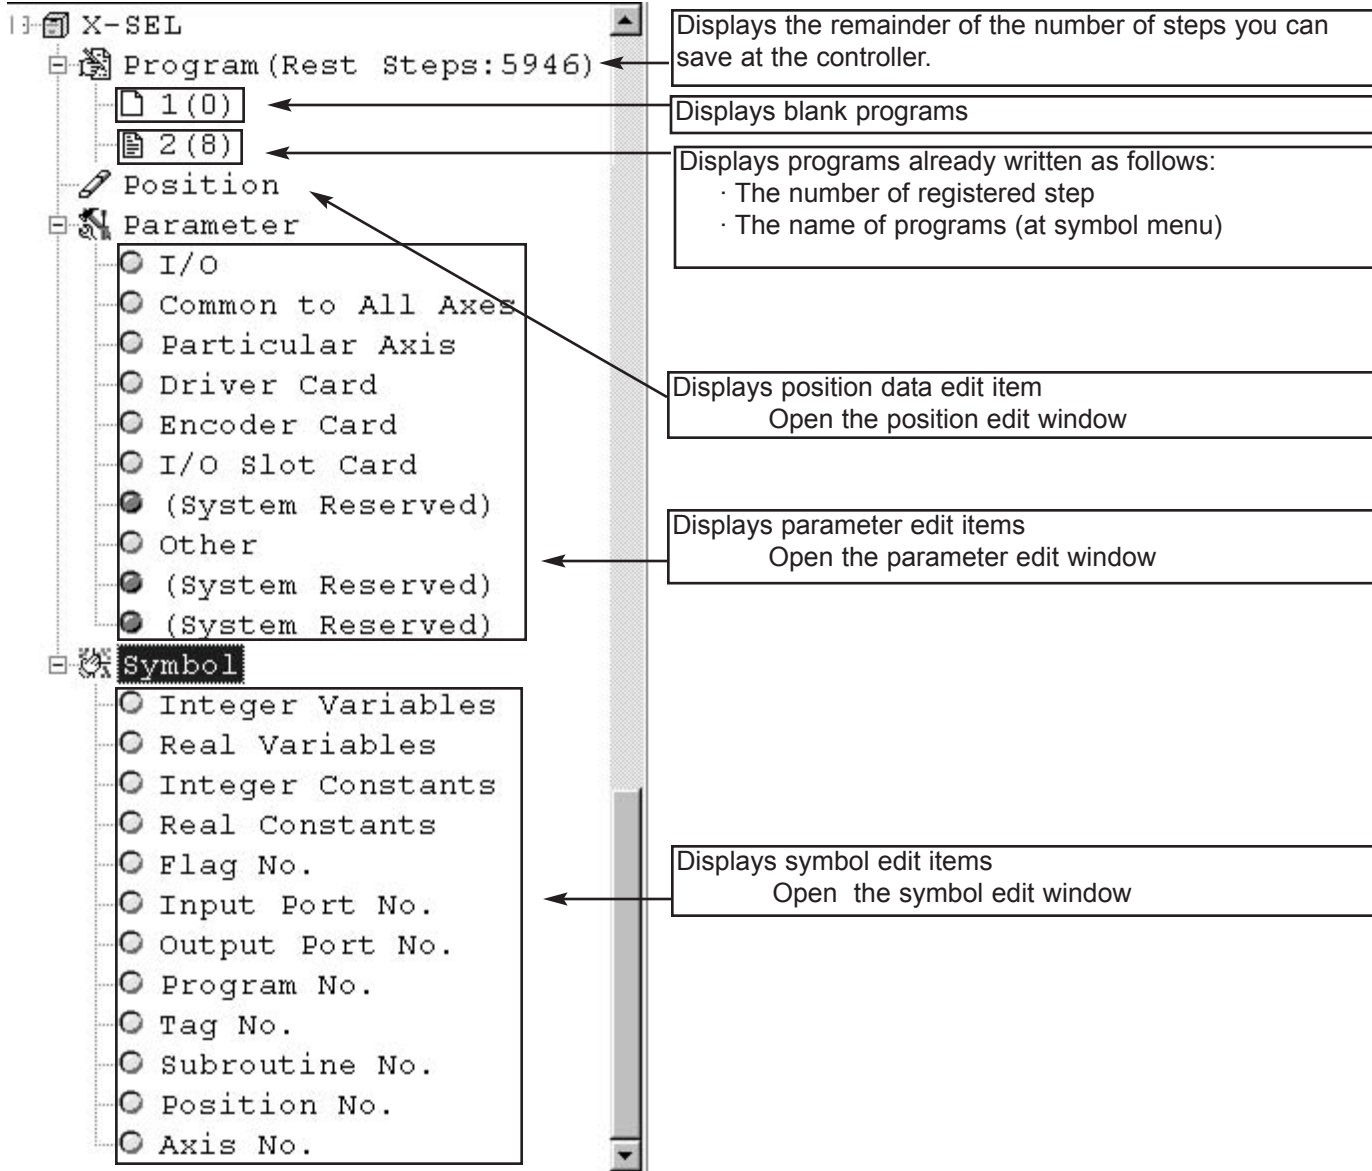 X-SEL
Program(Rest Steps:5946)
1(0)
2(8)
Position
Parameter
I/O
Common to All Axes
Particular Axis
Driver Card
Encoder Card
I/O Slot Card
(System Reserved)
Other
(System Reserved)
(System Reserved)
Symbol
Integer Variables
Real Variables
Integer Constants
Real Constants
Flag No.
Input Port No.
Output Port No.
Program No.
Tag No.
Subroutine No.
Position No.
Axis No.
Displays the remainder of the number of steps you can
save at the controller.
Displays blank programs
Displays programs already written as follows:
· The number of registered step
· The name of programs (at symbol menu)
Displays position data edit item
Open the position edit window
Displays parameter edit items
Open the parameter edit window
Displays symbol edit items
Open the symbol edit window